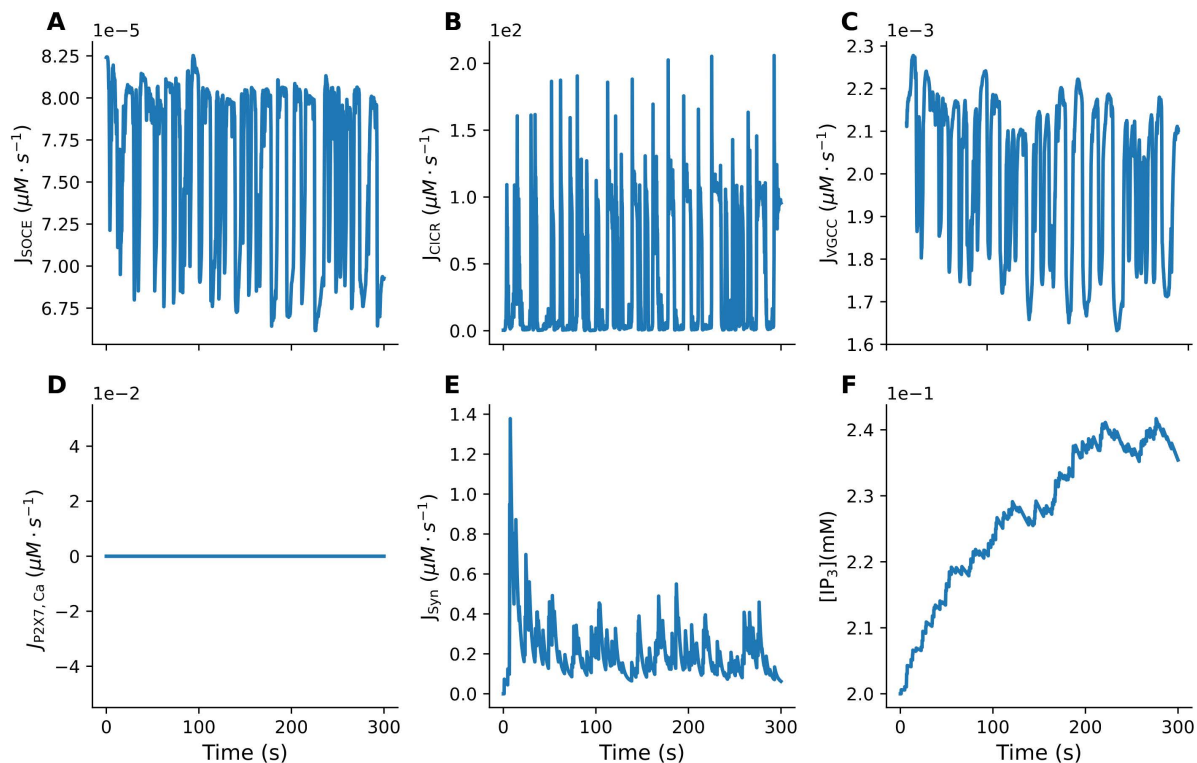 A
1e−5
J_SOCE (μM · s⁻¹)
8.25
8.00
7.75
7.50
7.25
7.00
6.75
B
1e2
J_CICR (μM · s⁻¹)
2.0
1.5
1.0
0.5
0.0
C
1e−3
J_VGCC (μM · s⁻¹)
2.3
2.2
2.1
2.0
1.9
1.8
1.7
1.6
D
1e−2
J_P2X7, Ca (μM · s⁻¹)
4
2
0
−2
−4
0 100 200 300
Time (s)
E
J_Syn (μM · s⁻¹)
1.4
1.2
1.0
0.8
0.6
0.4
0.2
0.0
0 100 200 300
Time (s)
F
1e−1
[IP₃](mM)
2.4
2.3
2.2
2.1
2.0
0 100 200 300
Time (s)